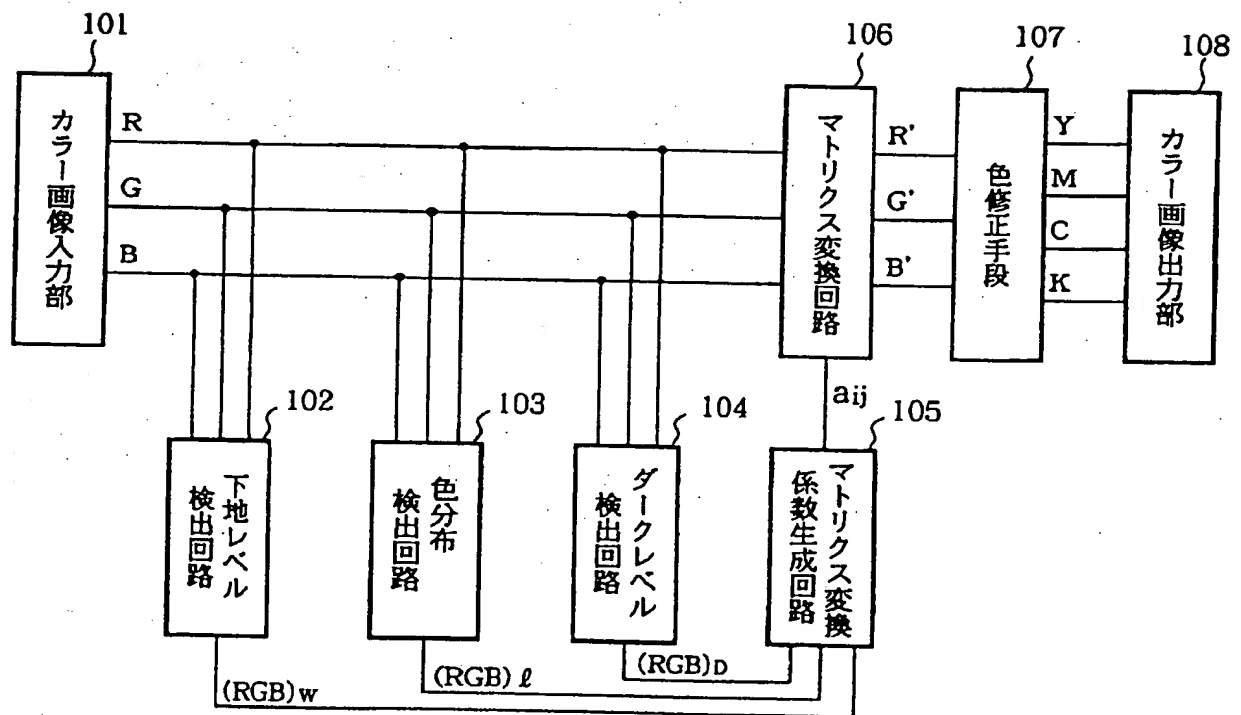 101
カラー画像入力部
R
G
B
106
マトリクス変換回路
R'
G'
B'
107
色修正手段
Y
M
C
K
108
カラー画像出力部
aij
102
下地レベル
検出回路
103
色分布
検出回路
104
ダークレベル
検出回路
105
マトリクス変換
係数生成回路
(RGB)W
(RGB)ℓ
(RGB)D